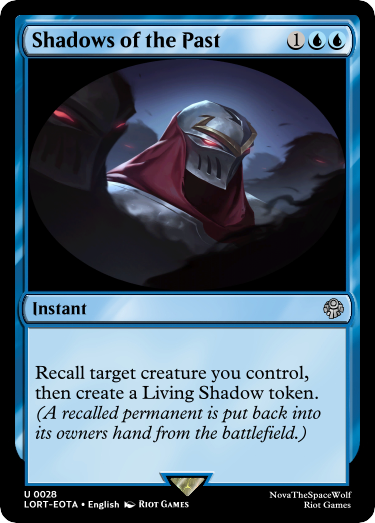 Shadows of the Past 1
Instant
Recall target creature you control,
then create a Living Shadow token.
(A recalled permanent is put back into
its owners hand from the battlefield.)
U 0028
LORT-EOTA • English Riot Games
NovaTheSpaceWolf
Riot Games